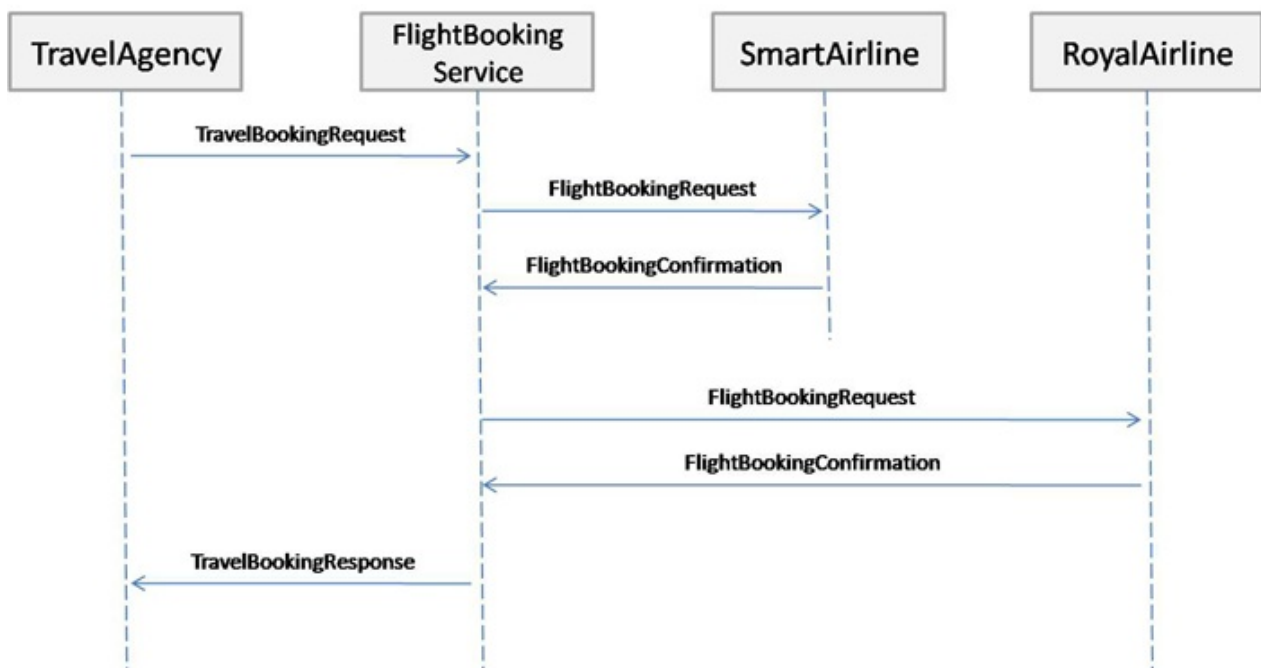 TravelAgency
FlightBooking
Service
SmartAirline
RoyalAirline
TravelBookingRequest
FlightBookingRequest
FlightBookingConfirmation
FlightBookingRequest
FlightBookingConfirmation
TravelBookingResponse